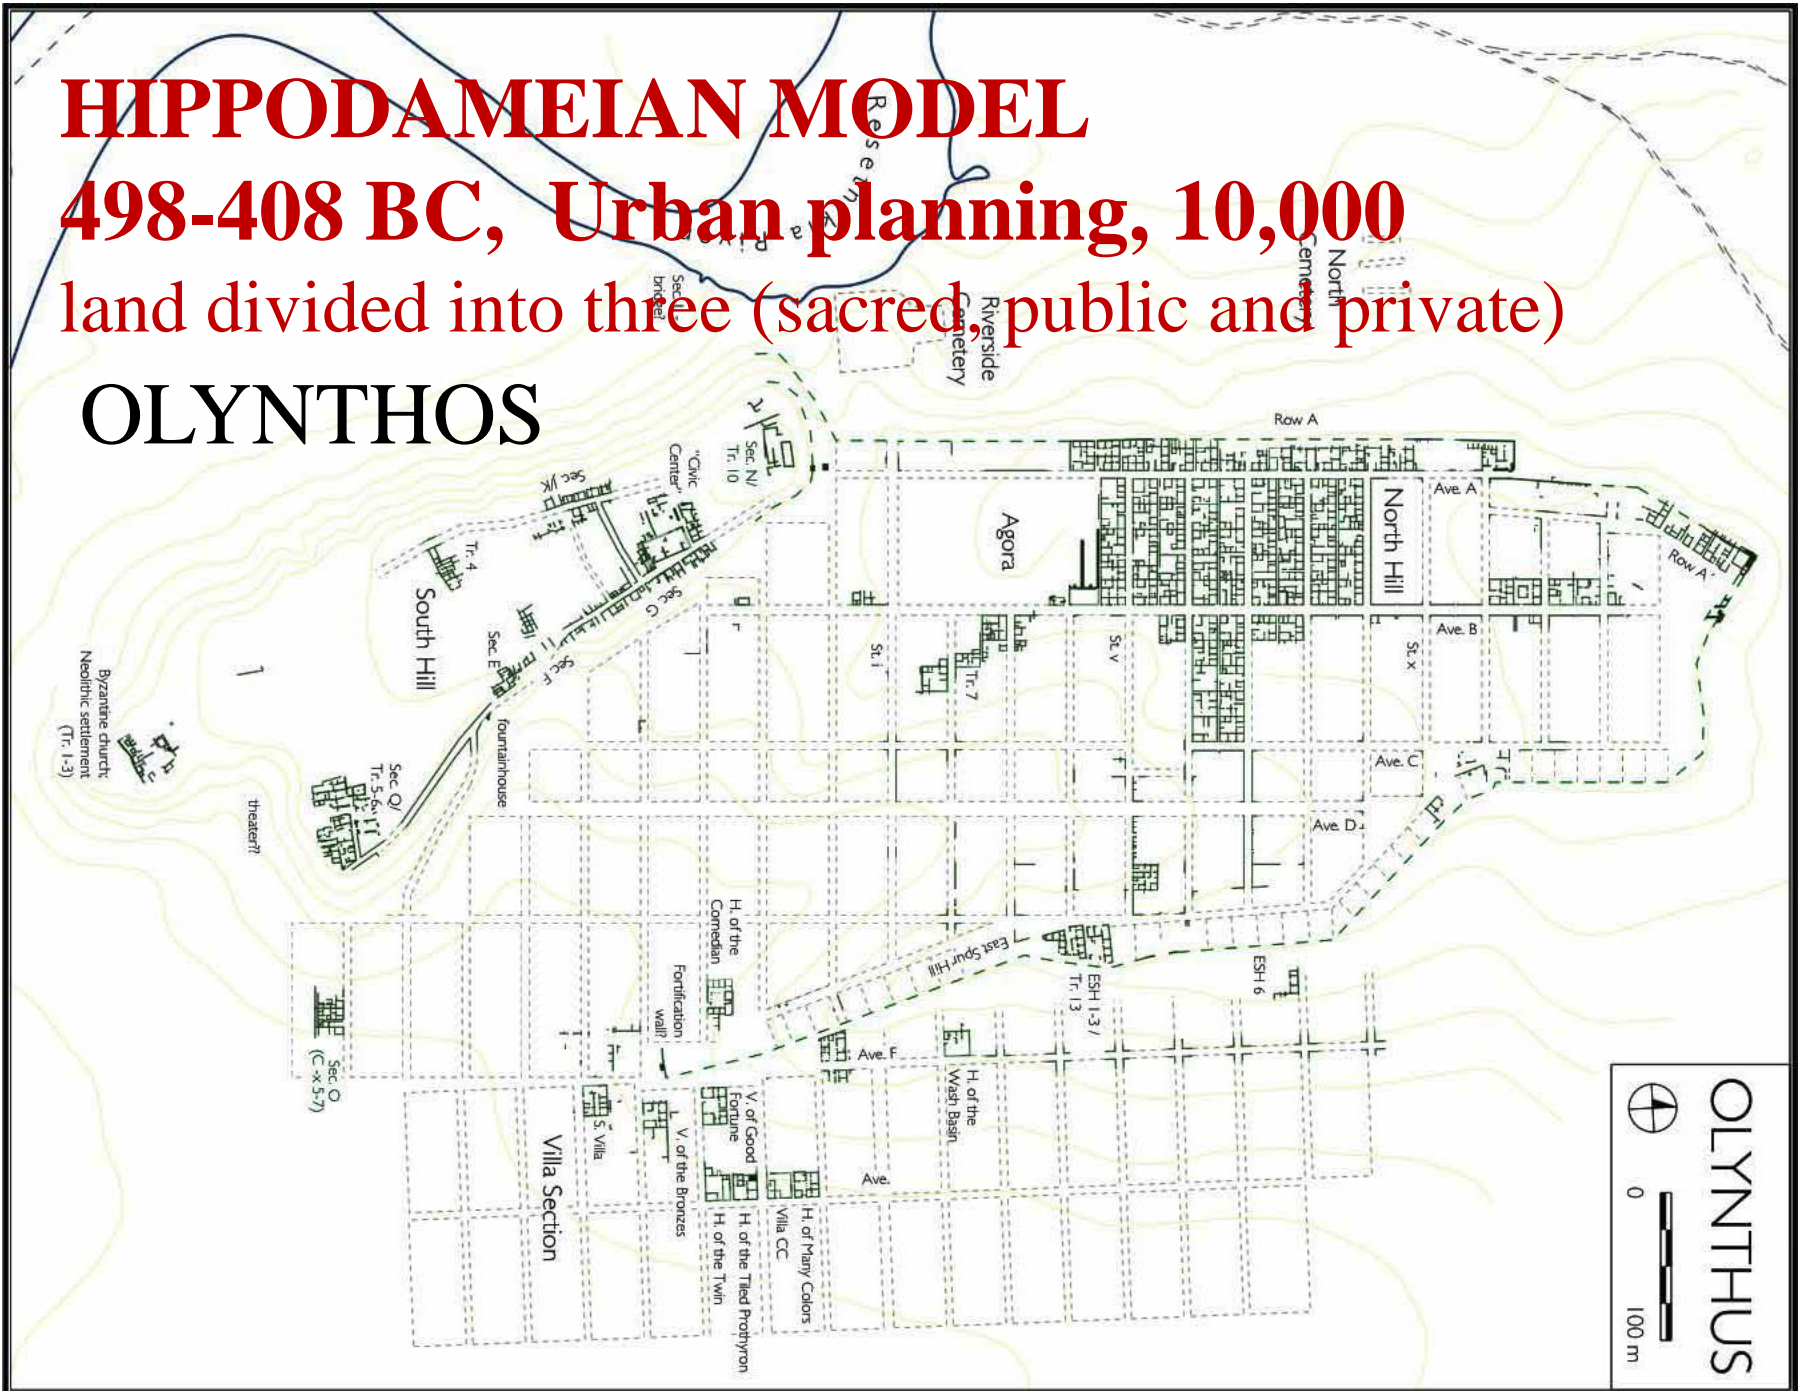 HIPPODAMEIAN MODEL
498-408 BC, Urban planning, 10,000
land divided into three (sacred, public and private)
OLYNTHOS
Resetnikia
North
Cemetery
Riverside
Cemetery
Sec. N/
Tr. 10
"Civic
Center"
Sec. J/K
Tr. 4
South Hill
Sec. G
Sec. F
Sec. E
fountainhouse
Byzantine church;
Neolithic settlement
(Tr. 1-3)
theater??
Sec Q/
Tr. 5-6
Row A
Ave. A
North Hill
Row A'
Agora
Ave. B
St. i
St. v
St. x
Tr. 7
Ave. C
Ave. D
East Spur Hill
ESH 1-3 /
Tr. 13
ESH 6
H. of the
Comedian
Fortification
wall?
Ave. F
H. of the
Wash Basin
Sec. O
(C -x 5-7)
S. Villa
V. of the Bronzes
V. of Good
Fortune
Villa Section
Ave.
H. of Many Colors
Villa CC
H. of the Tiled Prothyron
H. of the Twin
OLYNTHUS
0
100 m